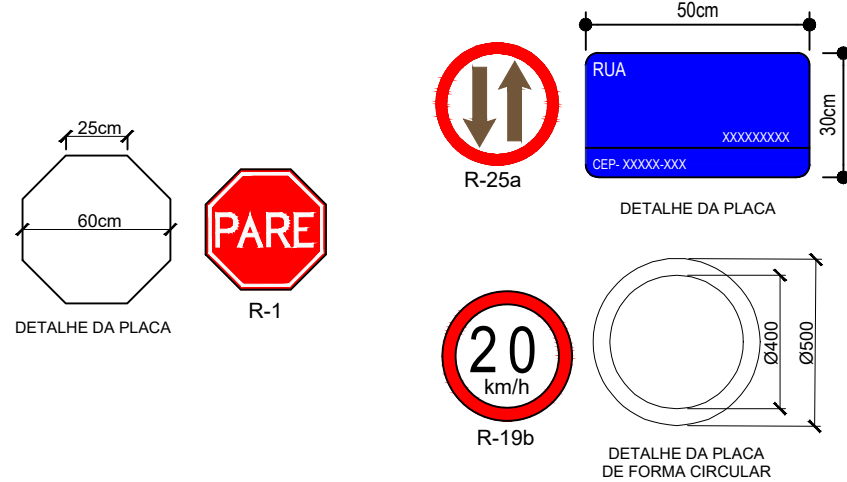 25cm
60cm
DETALHE DA PLACA
PARE
R-1
R-25a
50cm
30cm
RUA
XXXXXXXXX
CEP- XXXXX-XXX
DETALHE DA PLACA
20
km/h
R-19b
Ø400
Ø500
DETALHE DA PLACA
DE FORMA CIRCULAR